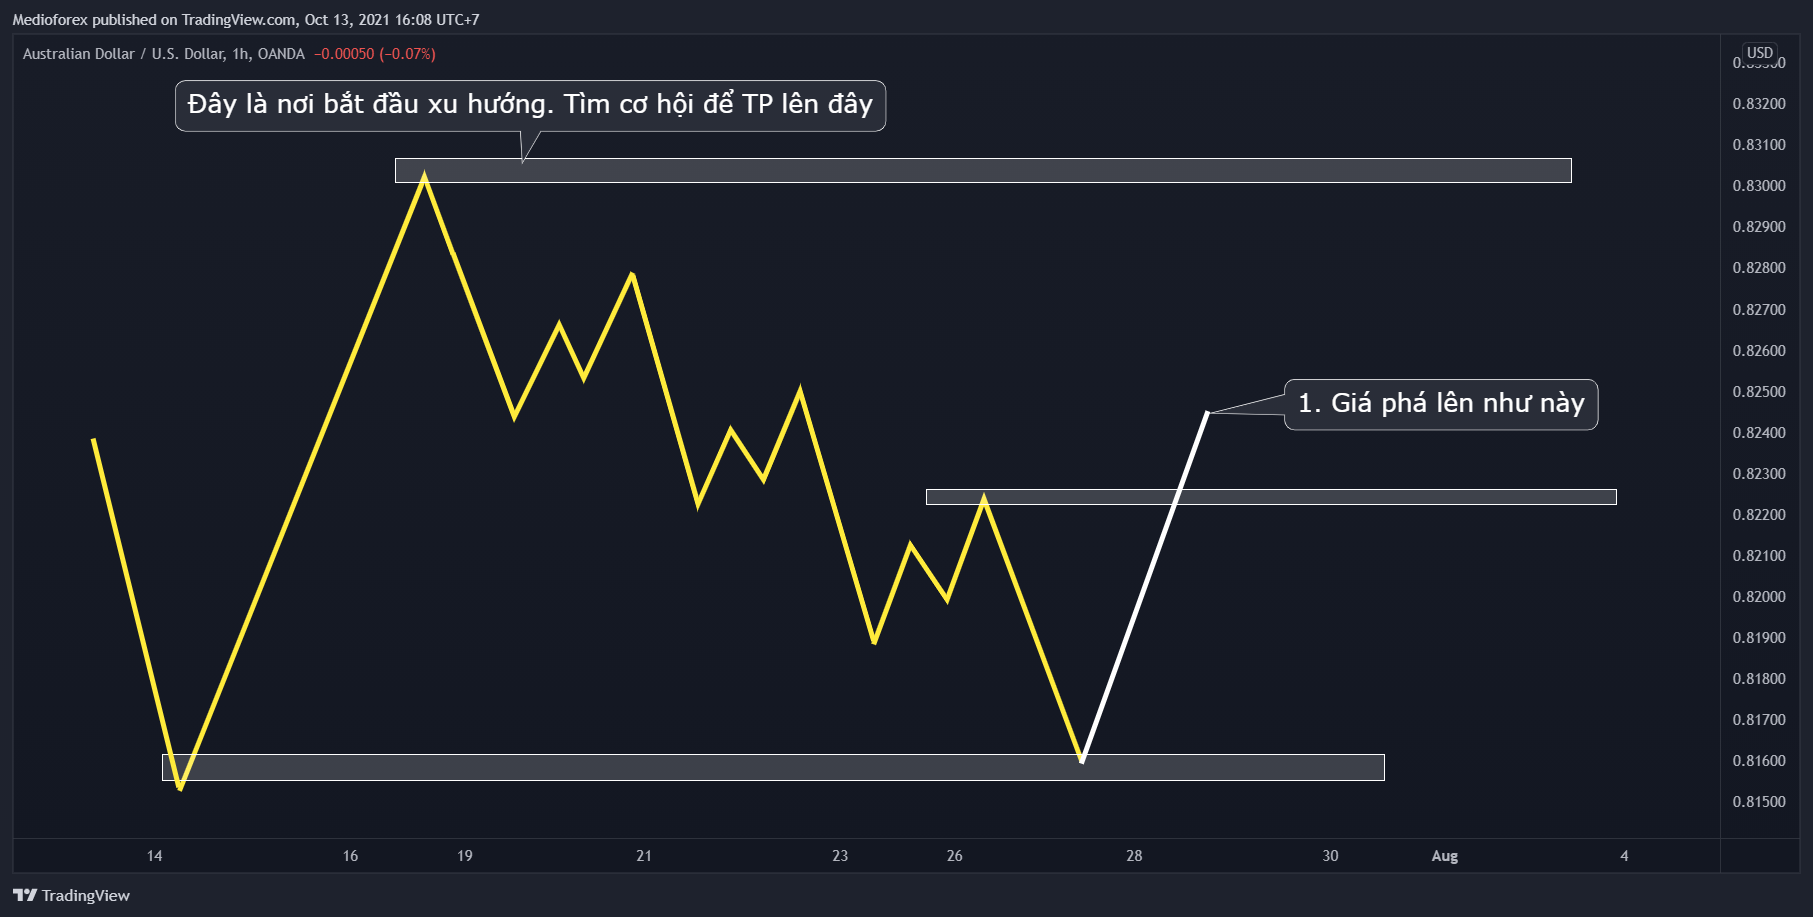 Medioforex published on TradingView.com, Oct 13, 2021 16:08 UTC+7
Australian Dollar / U.S. Dollar, 1h, OANDA −0.00050 (−0.07%)
USD
Đây là nơi bắt đầu xu hướng. Tìm cơ hội để TP lên đây
0.83200
0.83100
0.83000
0.82900
0.82800
0.82700
0.82600
0.82500
1. Giá phá lên như này
0.82400
0.82300
0.82200
0.82100
0.82000
0.81900
0.81800
0.81700
0.81600
0.81500
14 16 19 21 23 26 28 30 Aug 4
TradingView